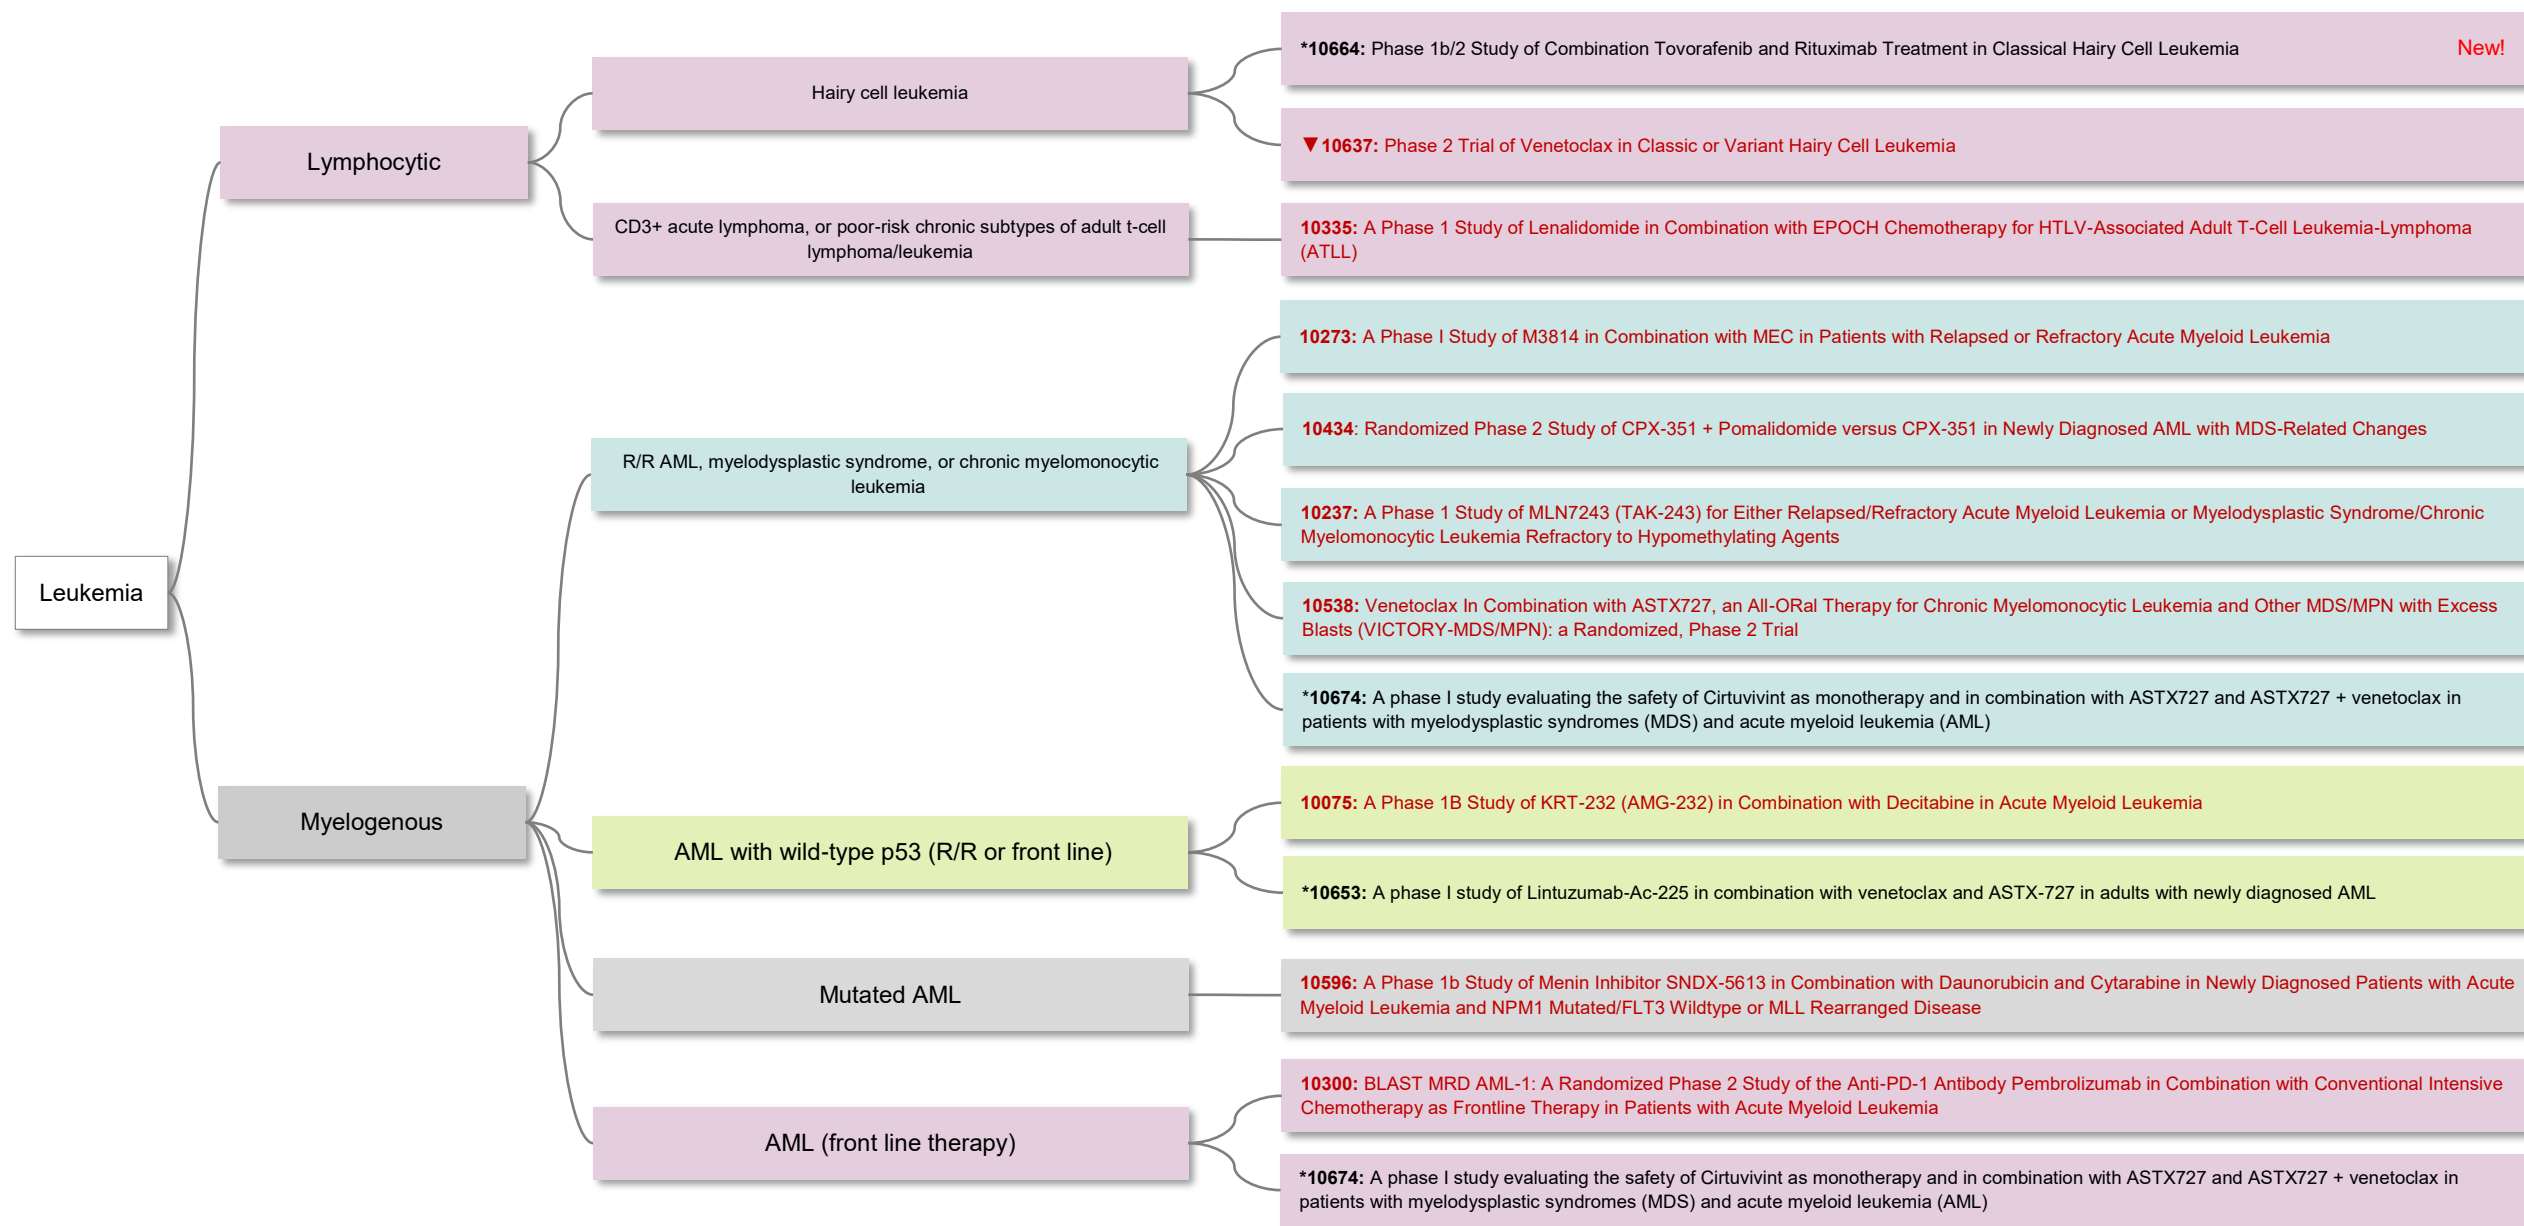 *10664: Phase 1b/2 Study of Combination Tovorafenib and Rituximab Treatment in Classical Hairy Cell Leukemia
New!
Hairy cell leukemia
▼10637: Phase 2 Trial of Venetoclax in Classic or Variant Hairy Cell Leukemia
Lymphocytic
CD3+ acute lymphoma, or poor-risk chronic subtypes of adult t-cell
lymphoma/leukemia
10335: A Phase 1 Study of Lenalidomide in Combination with EPOCH Chemotherapy for HTLV-Associated Adult T-Cell Leukemia-Lymphoma
(ATLL)
10273: A Phase I Study of M3814 in Combination with MEC in Patients with Relapsed or Refractory Acute Myeloid Leukemia
10434: Randomized Phase 2 Study of CPX-351 + Pomalidomide versus CPX-351 in Newly Diagnosed AML with MDS-Related Changes
R/R AML, myelodysplastic syndrome, or chronic myelomonocytic
leukemia
10237: A Phase 1 Study of MLN7243 (TAK-243) for Either Relapsed/Refractory Acute Myeloid Leukemia or Myelodysplastic Syndrome/Chronic
Myelomonocytic Leukemia Refractory to Hypomethylating Agents
Leukemia
10538: Venetoclax In Combination with ASTX727, an All-ORal Therapy for Chronic Myelomonocytic Leukemia and Other MDS/MPN with Excess
Blasts (VICTORY-MDS/MPN): a Randomized, Phase 2 Trial
*10674: A phase I study evaluating the safety of Cirtuvivint as monotherapy and in combination with ASTX727 and ASTX727 + venetoclax in
patients with myelodysplastic syndromes (MDS) and acute myeloid leukemia (AML)
Myelogenous
10075: A Phase 1B Study of KRT-232 (AMG-232) in Combination with Decitabine in Acute Myeloid Leukemia
AML with wild-type p53 (R/R or front line)
*10653: A phase I study of Lintuzumab-Ac-225 in combination with venetoclax and ASTX-727 in adults with newly diagnosed AML
Mutated AML
10596: A Phase 1b Study of Menin Inhibitor SNDX-5613 in Combination with Daunorubicin and Cytarabine in Newly Diagnosed Patients with Acute
Myeloid Leukemia and NPM1 Mutated/FLT3 Wildtype or MLL Rearranged Disease
10300: BLAST MRD AML-1: A Randomized Phase 2 Study of the Anti-PD-1 Antibody Pembrolizumab in Combination with Conventional Intensive
Chemotherapy as Frontline Therapy in Patients with Acute Myeloid Leukemia
AML (front line therapy)
*10674: A phase I study evaluating the safety of Cirtuvivint as monotherapy and in combination with ASTX727 and ASTX727 + venetoclax in
patients with myelodysplastic syndromes (MDS) and acute myeloid leukemia (AML)